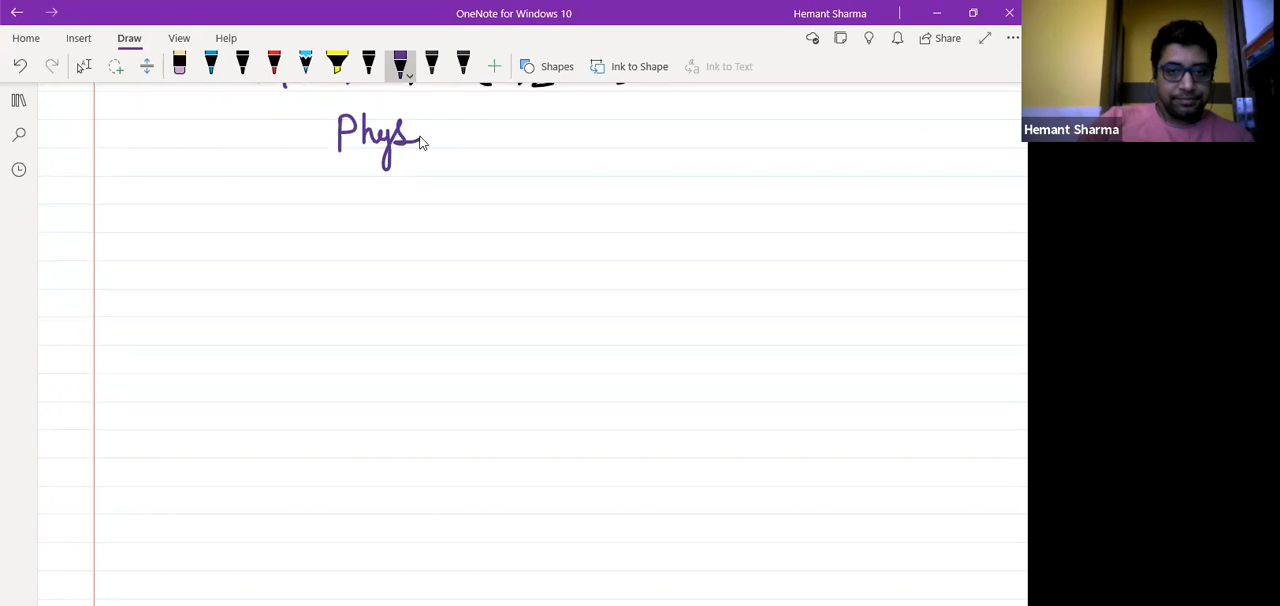 OneNote for Windows 10
Hemant Sharma
Home Insert Draw View Help
Share
Shapes Ink to Shape Ink to Text
Hemant Sharma
Phys